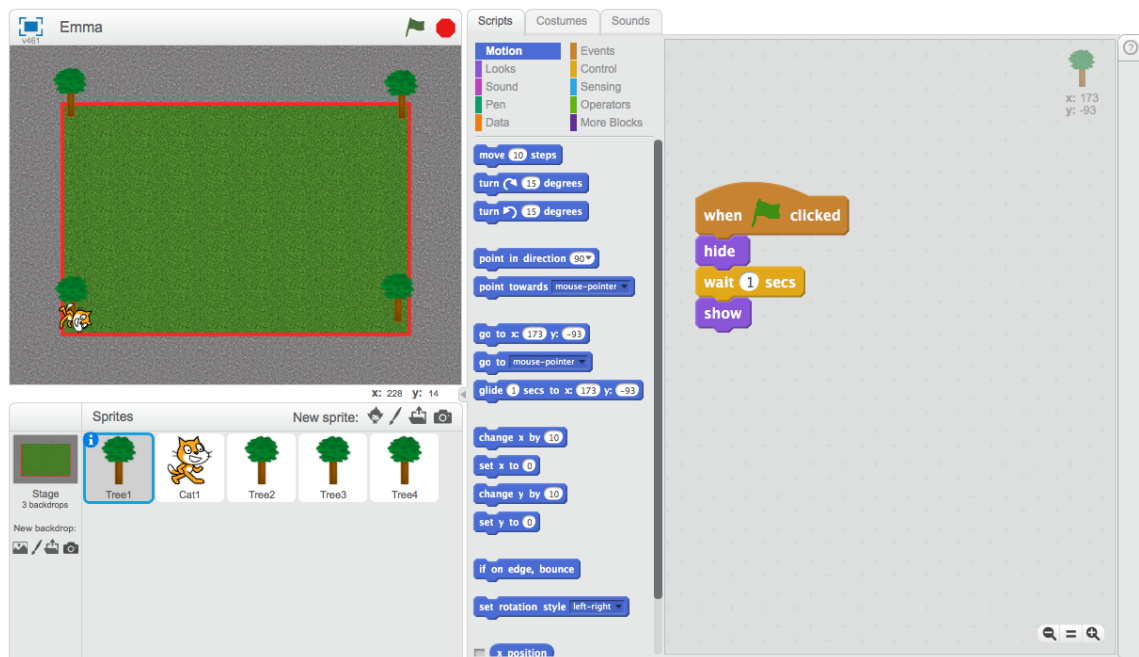 Emma
v461
x: 228 y: 14
Sprites
New sprite:
Stage
3 backdrops
New backdrop:
Tree1
Cat1
Tree2
Tree3
Tree4
Scripts
Costumes
Sounds
Motion
Looks
Sound
Pen
Data
Events
Control
Sensing
Operators
More Blocks
move 10 steps
turn 15 degrees
turn 15 degrees
point in direction 90
point towards mouse-pointer
go to x: 173 y: -93
go to mouse-pointer
glide 1 secs to x: 173 y: -93
change x by 10
set x to 0
change y by 10
set y to 0
if on edge, bounce
set rotation style left-right
x position
when clicked
hide
wait 1 secs
show
x: 173
y: -93